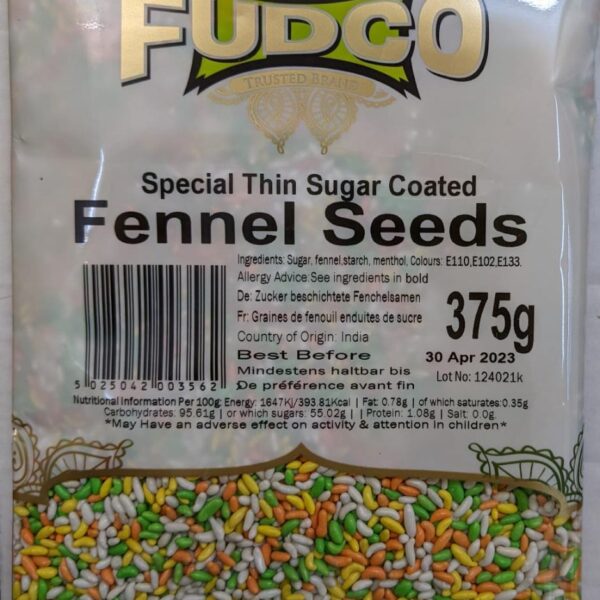 FUDCO
TRUSTED BRAND
Special Thin Sugar Coated
Fennel Seeds
Ingredients: Sugar, fennel,starch, menthol, Colours: E110,E102,E133.
Allergy Advice:See ingredients in bold
De: Zucker beschichtete Fenchelsamen
Fr: Graines de fenouil enduites de sucre
Country of Origin: India
375g
Best Before
30 Apr 2023
Mindestens haltbar bis
Lot No: 124021k
De préférence avant fin
5 025042 003562
Nutritional Information Per 100g: Energy: 1647KJ/393.81Kcal | Fat: 0.78g | of which saturates:0.35g
Carbohydrates: 95.61g | or which sugars: 55.02g | | Protein: 1.08g | Salt: 0.0g.
*May Have an adverse effect on activity & attention in children*